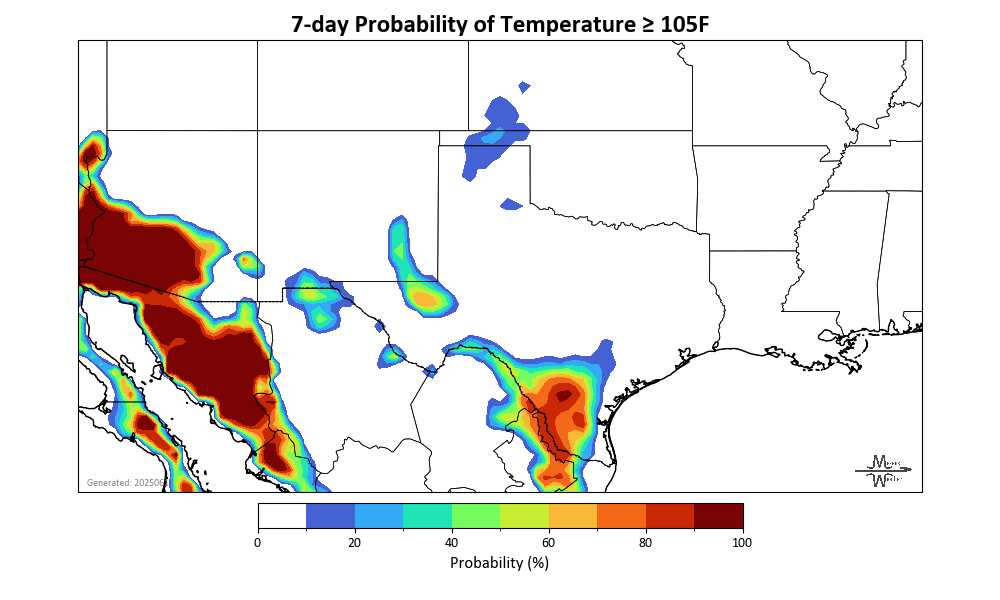 7-day Probability of Temperature ≥ 105F
Generated: 202506
0 20 40 60 80 100
Probability (%)